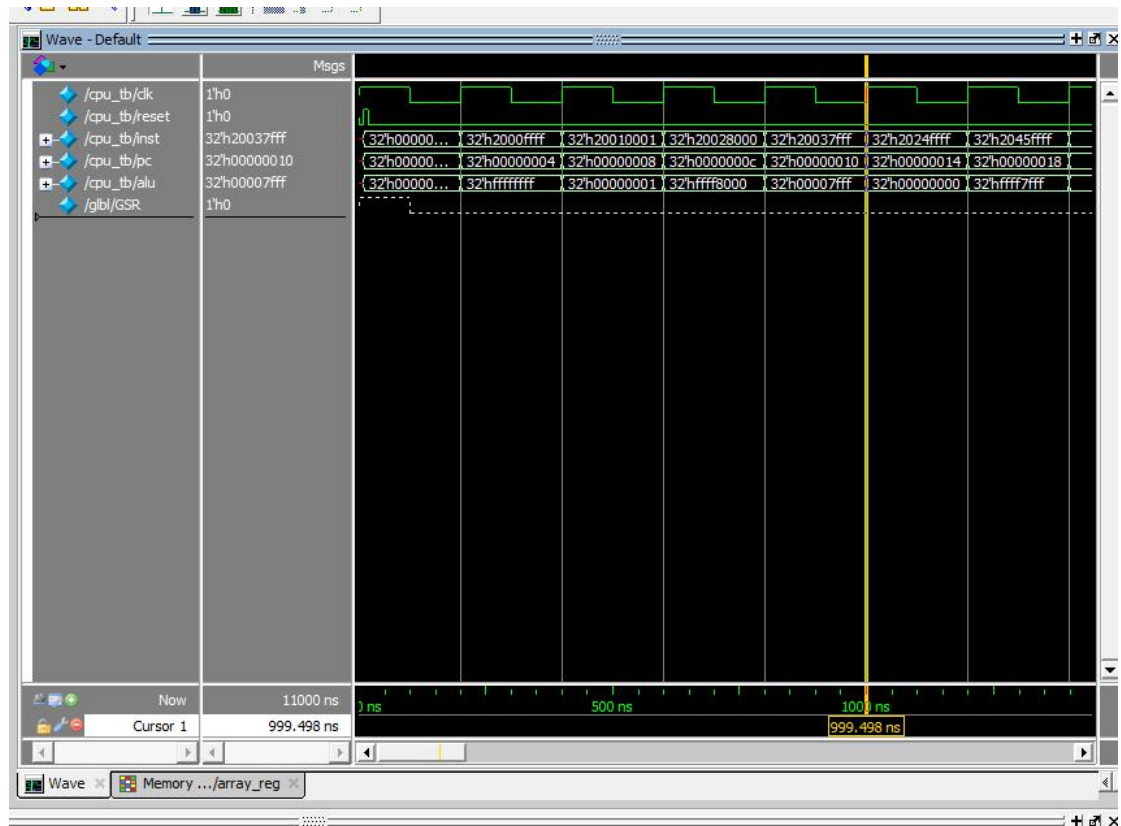 Wave - Default
Msgs
/cpu_tb/clk 1'h0
/cpu_tb/reset 1'h0
/cpu_tb/inst 32'h20037fff 32'h00000... 32'h2000ffff 32'h20010001 32'h20028000 32'h20037fff 32'h2024ffff 32'h2045ffff
/cpu_tb/pc 32'h00000010 32'h00000... 32'h00000004 32'h00000008 32'h0000000c 32'h00000010 32'h00000014 32'h00000018
/cpu_tb/alu 32'h00007fff 32'h00000... 32'hffffffff 32'h00000001 32'hffff8000 32'h00007fff 32'h00000000 32'hffff7fff
/glbl/GSR 1'h0
Now 11000 ns ns 500 ns 1000 ns
Cursor 1 999.498 ns 999.498 ns
Wave Memory .../array_reg